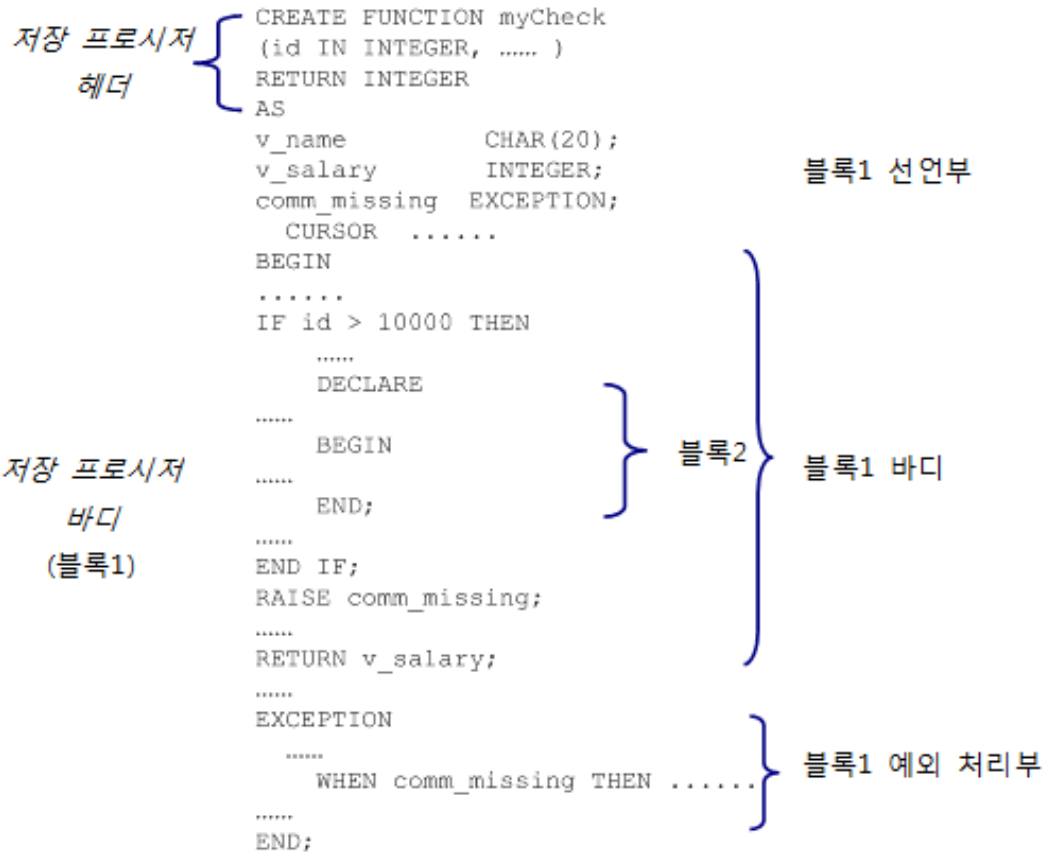 저장 프로시저
헤더
CREATE FUNCTION myCheck
(id IN INTEGER, …… )
RETURN INTEGER
AS
v_name CHAR(20);
v_salary INTEGER;
comm_missing EXCEPTION;
CURSOR ......
블록1 선언부
BEGIN
......
IF id > 10000 THEN
……
DECLARE
……
BEGIN
……
END;
블록2
블록1 바디
저장 프로시저
바디
(블록1)
……
END IF;
RAISE comm_missing;
……
RETURN v_salary;
……
EXCEPTION
……
WHEN comm_missing THEN ......
블록1 예외 처리부
……
END;